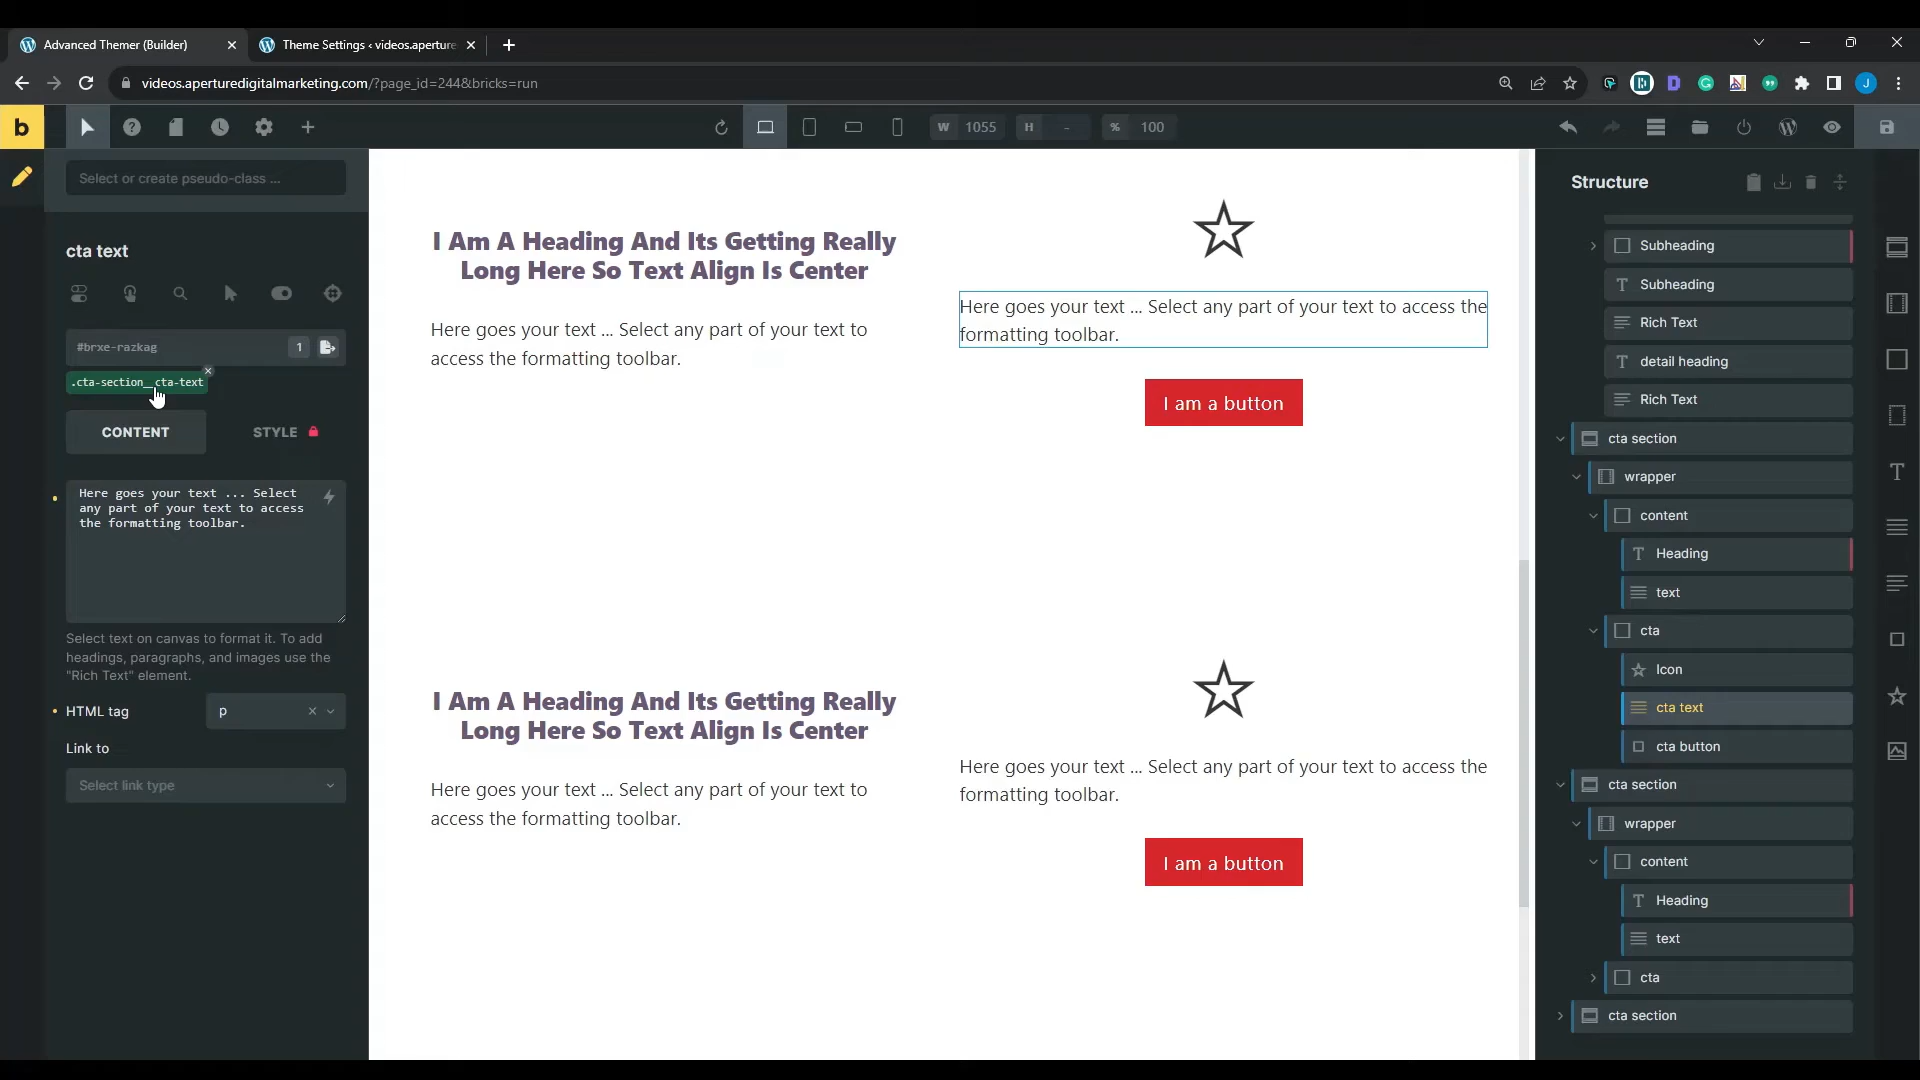 Advanced Themer (Builder)
Theme Settings ‹ videos.aperture
videos.aperturedigitalmarketing.com/?page_id=244&bricks=run
J
b
W 1055
H -
% 100
Select or create pseudo-class ...
cta text
#brxe-razkag
1
.cta-section__cta-text
CONTENT
STYLE
Here goes your text ... Select
any part of your text to access
the formatting toolbar.
Select text on canvas to format it. To add
headings, paragraphs, and images use the
"Rich Text" element.
HTML tag
p
Link to
Select link type
I Am A Heading And Its Getting Really
Long Here So Text Align Is Center
Here goes your text ... Select any part of your text to
access the formatting toolbar.
Here goes your text ... Select any part of your text to access the
formatting toolbar.
I am a button
I Am A Heading And Its Getting Really
Long Here So Text Align Is Center
Here goes your text ... Select any part of your text to
access the formatting toolbar.
Here goes your text ... Select any part of your text to access the
formatting toolbar.
I am a button
Structure
Subheading
Subheading
Rich Text
detail heading
Rich Text
cta section
wrapper
content
Heading
text
cta
Icon
cta text
cta button
cta section
wrapper
content
Heading
text
cta
cta section